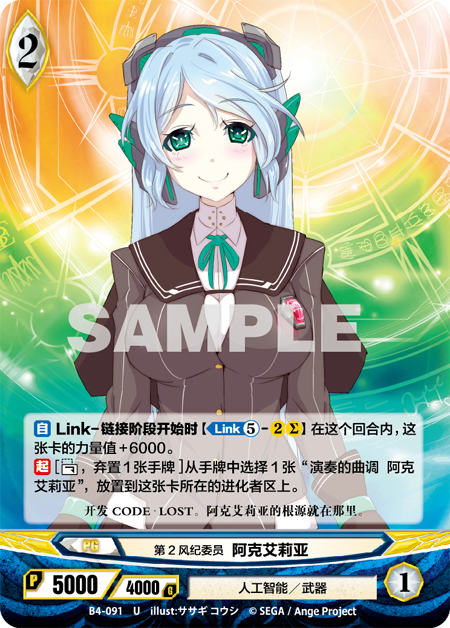 2
SAMPLE
自 Link-链接阶段开始时【Link 5 - 2 Σ】在这个回合内，这
张卡的力量值+6000。
起 [ ，弃置1张手牌]从手牌中选择1张“演奏的曲调 阿克
艾莉亚”，放置到这张卡所在的进化者区上。
开发 CODE·LOST。阿克艾莉亚的根源就在那里。
PG 第2风纪委员 阿克艾莉亚
P 5000 / 4000 G 人工智能／武器 1
B4-091 U illust:ササギ コウシ © SEGA / Ange Project